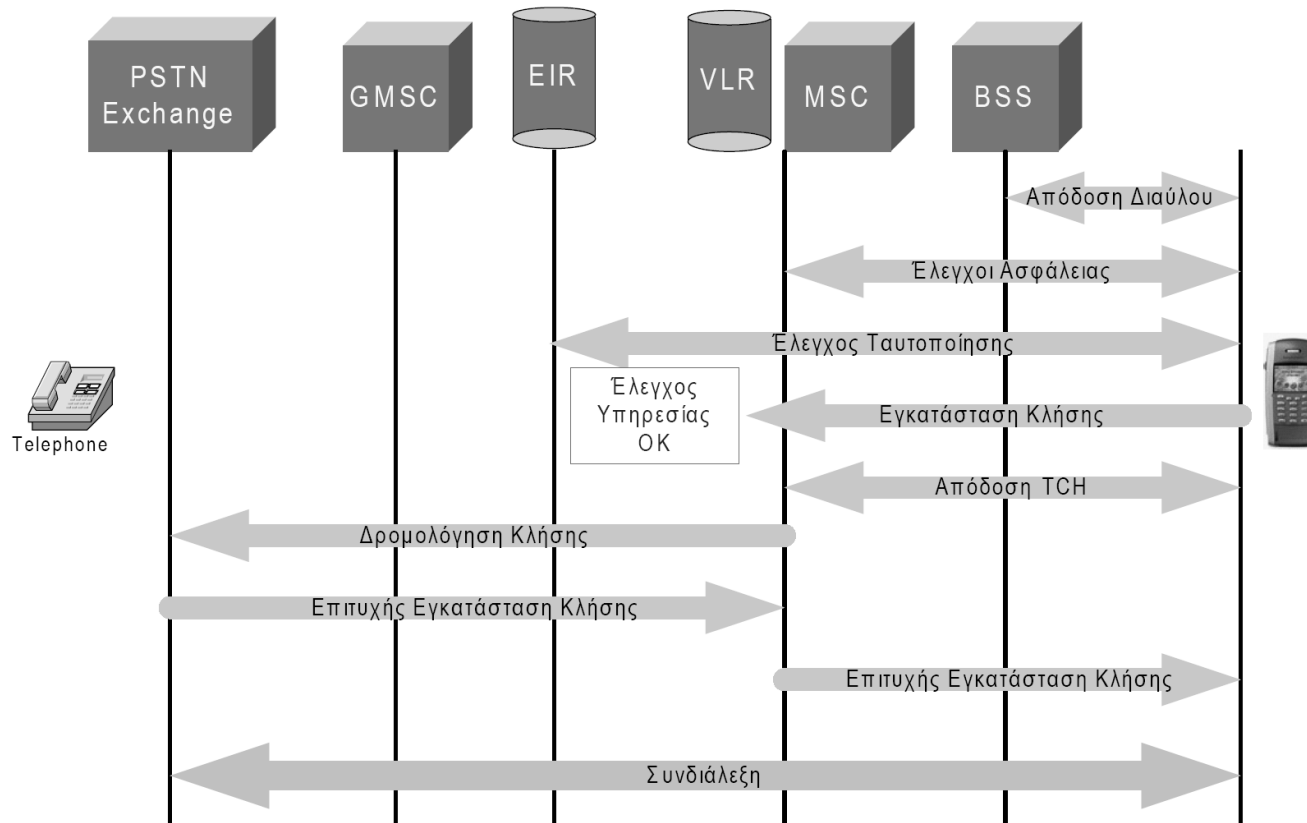 PSTN
Exchange
GMSC
EIR
VLR
MSC
BSS
Απόδοση Διαύλου
Έλεγχοι Ασφάλειας
Έλεγχος Ταυτοποίησης
Έλεγχος
Υπηρεσίας
ΟΚ
Εγκατάσταση Κλήσης
Telephone
Απόδοση TCH
Δρομολόγηση Κλήσης
Επιτυχής Εγκατάσταση Κλήσης
Επιτυχής Εγκατάσταση Κλήσης
Συνδιάλεξη